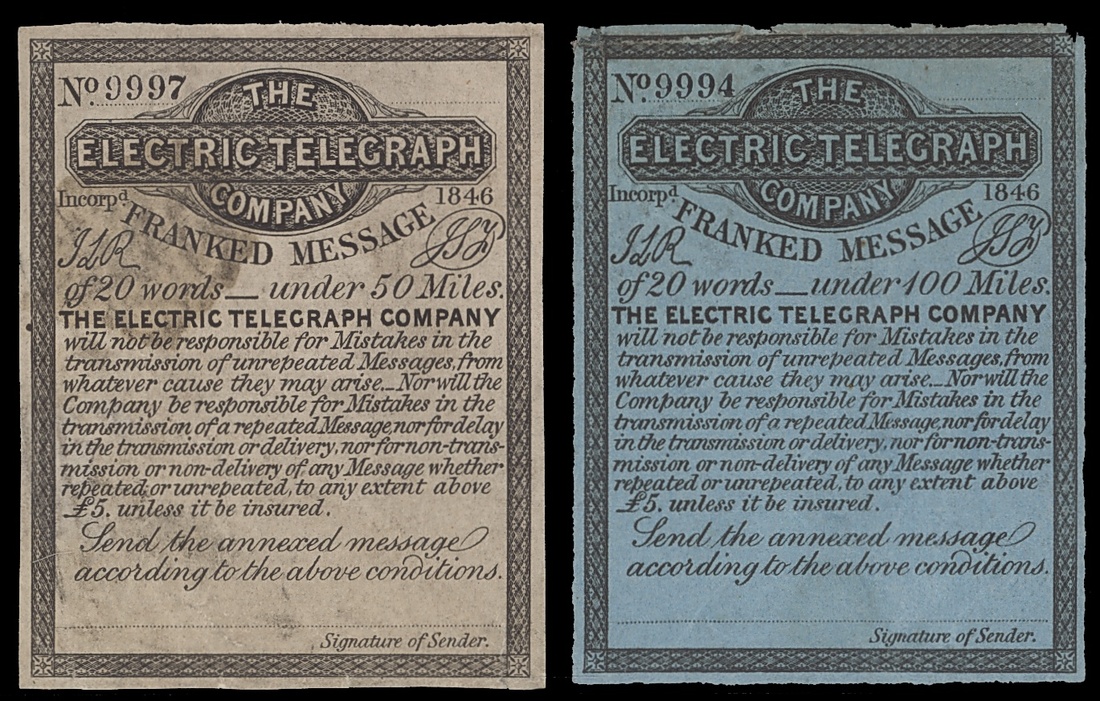 No. 9997
THE
ELECTRIC TELEGRAPH
COMPANY
Incorpd 1846
FRANKED MESSAGE
JLR JSY
of 20 words — under 50 Miles.
THE ELECTRIC TELEGRAPH COMPANY
will not be responsible for Mistakes in the
transmission of unrepeated Messages, from
whatever cause they may arise. — Nor will the
Company be responsible for Mistakes in the
transmission of a repeated Message, nor for delay
in the transmission or delivery, nor for non-trans-
mission or non-delivery of any Message whether
repeated or unrepeated, to any extent above
£5. unless it be insured.
Send the annexed message
according to the above conditions.
Signature of Sender.
No. 9994
THE
ELECTRIC TELEGRAPH
COMPANY
Incorpd 1846
FRANKED MESSAGE
JLR JSY
of 20 words — under 100 Miles.
THE ELECTRIC TELEGRAPH COMPANY
will not be responsible for Mistakes in the
transmission of unrepeated Messages, from
whatever cause they may arise. — Nor will the
Company be responsible for Mistakes in the
transmission of a repeated Message, nor for delay
in the transmission or delivery, nor for non-trans-
mission or non-delivery of any Message whether
repeated or unrepeated, to any extent above
£5. unless it be insured.
Send the annexed message
according to the above conditions.
Signature of Sender.